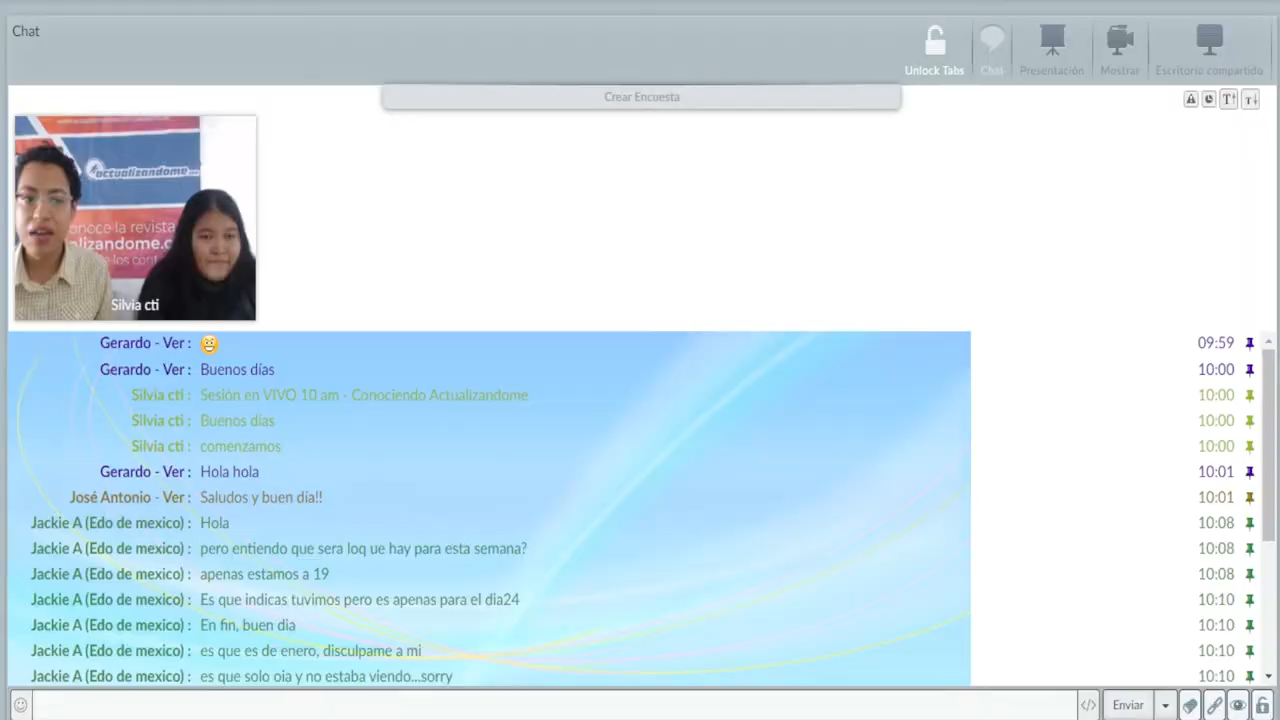 Chat
Unlock Tabs
Chat
Presentación
Mostrar
Escritorio compartido
Crear Encuesta
actualizandome
onoce la revista
alizandome.c
e los cont
Silvia cti
Gerardo - Ver : 09:59
Gerardo - Ver : Buenos días 10:00
Silvia cti : Sesión en VIVO 10 am - Conociendo Actualizandome 10:00
Silvia cti : Buenos dias 10:00
Silvia cti : comenzamos 10:00
Gerardo - Ver : Hola hola 10:01
José Antonio - Ver : Saludos y buen día!! 10:01
Jackie A (Edo de mexico) : Hola 10:08
Jackie A (Edo de mexico) : pero entiendo que sera loq ue hay para esta semana? 10:08
Jackie A (Edo de mexico) : apenas estamos a 19 10:08
Jackie A (Edo de mexico) : Es que indicas tuvimos pero es apenas para el dia24 10:10
Jackie A (Edo de mexico) : En fin, buen dia 10:10
Jackie A (Edo de mexico) : es que es de enero, disculpame a mi 10:10
Jackie A (Edo de mexico) : es que solo oia y no estaba viendo...sorry 10:10
Enviar